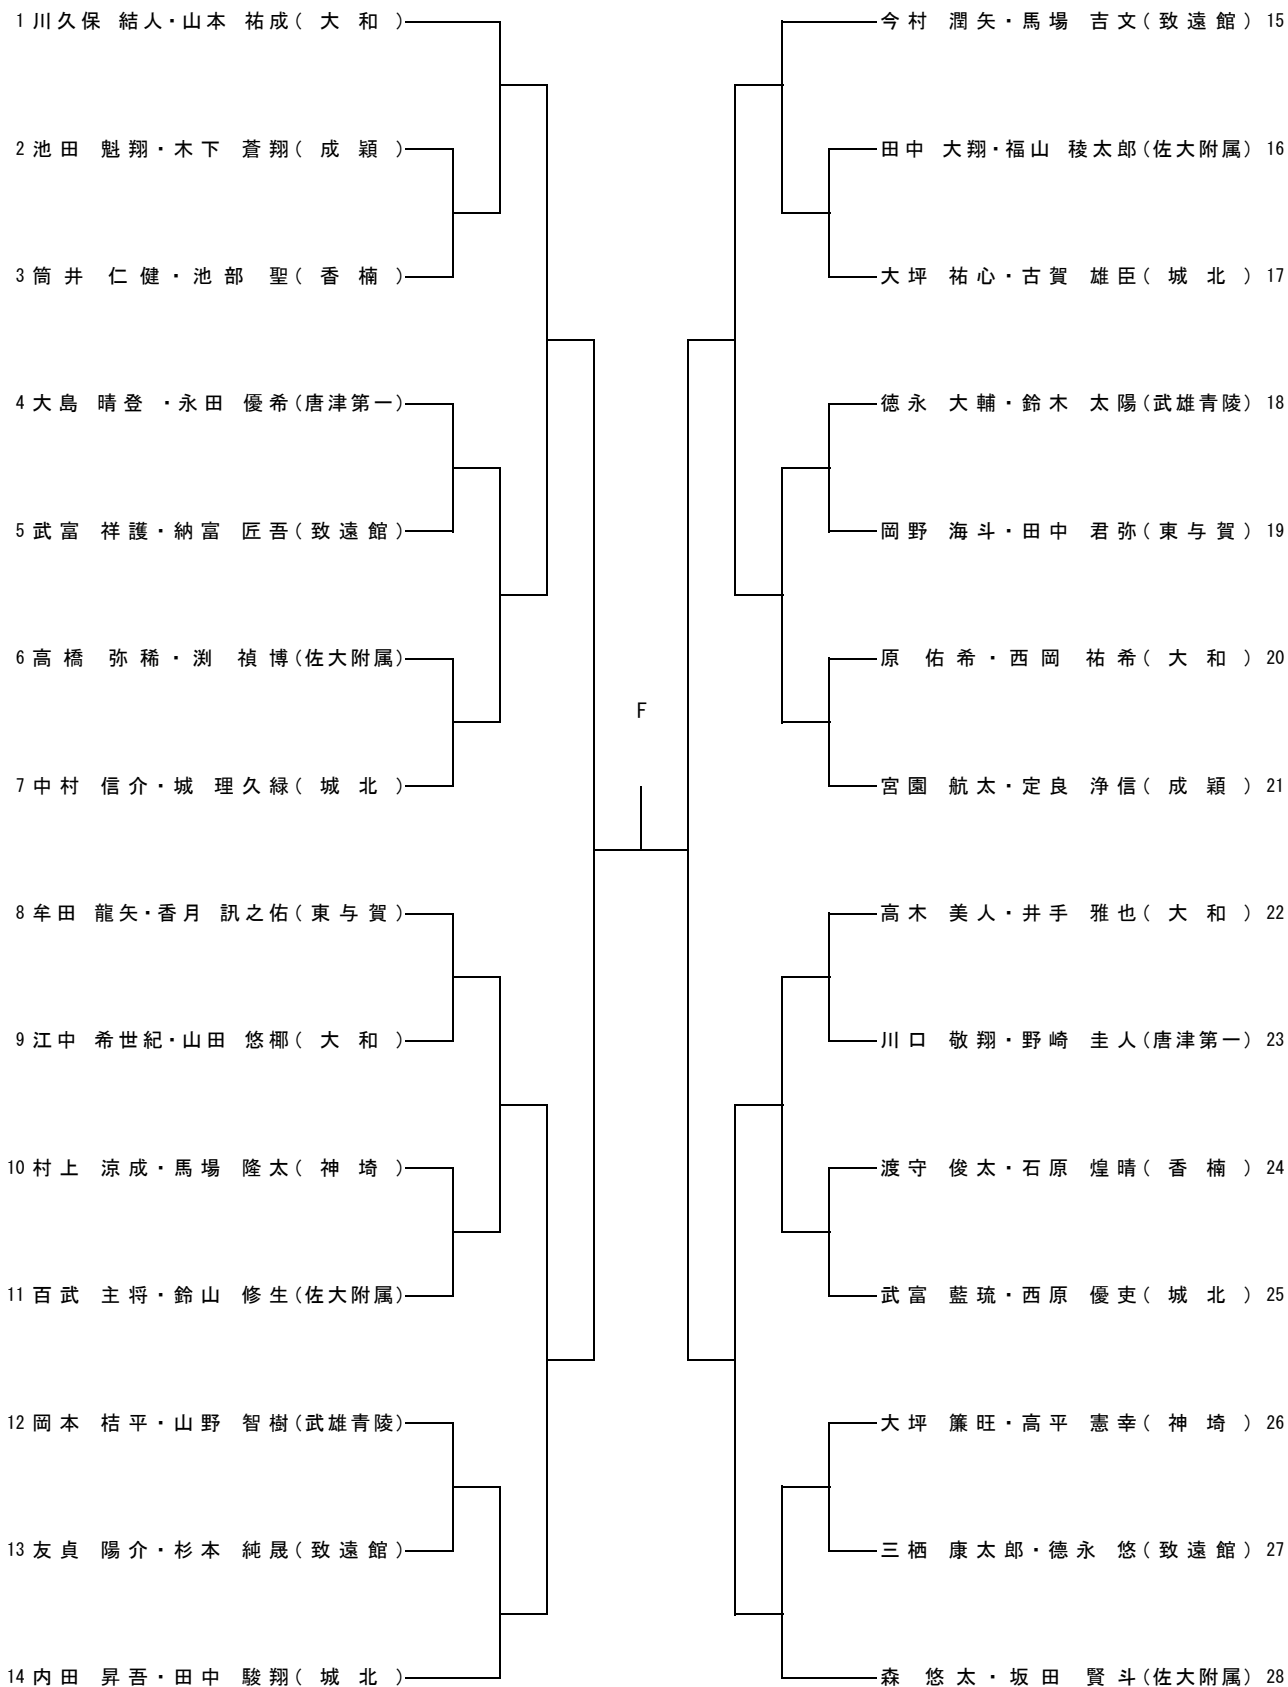 1 川久保 結人・山本 祐成( 大 和 )
2 池田 魁翔・木下 蒼翔( 成 穎 )
3 筒井 仁健・池部 聖( 香 楠 )
4 大島 晴登 ・永田 優希(唐津第一)
5 武富 祥護・納富 匠吾(致遠館)
6 高橋 弥稀・渕 禎博(佐大附属)
7 中村 信介・城 理久緑( 城 北 )
8 牟田 龍矢・香月 訊之佑(東与賀)
9 江中 希世紀・山田 悠椰( 大 和 )
10 村上 涼成・馬場 隆太( 神 埼 )
11 百武 主将・鈴山 修生(佐大附属)
12 岡本 桔平・山野 智樹(武雄青陵)
13 友貞 陽介・杉本 純晟(致遠館)
14 内田 昇吾・田中 駿翔( 城 北 )
F
今村 潤矢・馬場 吉文(致遠館) 15
田中 大翔・福山 稜太郎(佐大附属) 16
大坪 祐心・古賀 雄臣( 城 北 ) 17
徳永 大輔・鈴木 太陽(武雄青陵) 18
岡野 海斗・田中 君弥(東与賀) 19
原 佑希・西岡 祐希( 大 和 ) 20
宮園 航太・定良 浄信( 成 穎 ) 21
高木 美人・井手 雅也( 大 和 ) 22
川口 敬翔・野崎 圭人(唐津第一) 23
渡守 俊太・石原 煌晴( 香 楠 ) 24
武富 藍琉・西原 優吏( 城 北 ) 25
大坪 簾旺・高平 憲幸( 神 埼 ) 26
三栖 康太郎・德永 悠(致遠館) 27
森 悠太・坂田 賢斗(佐大附属) 28